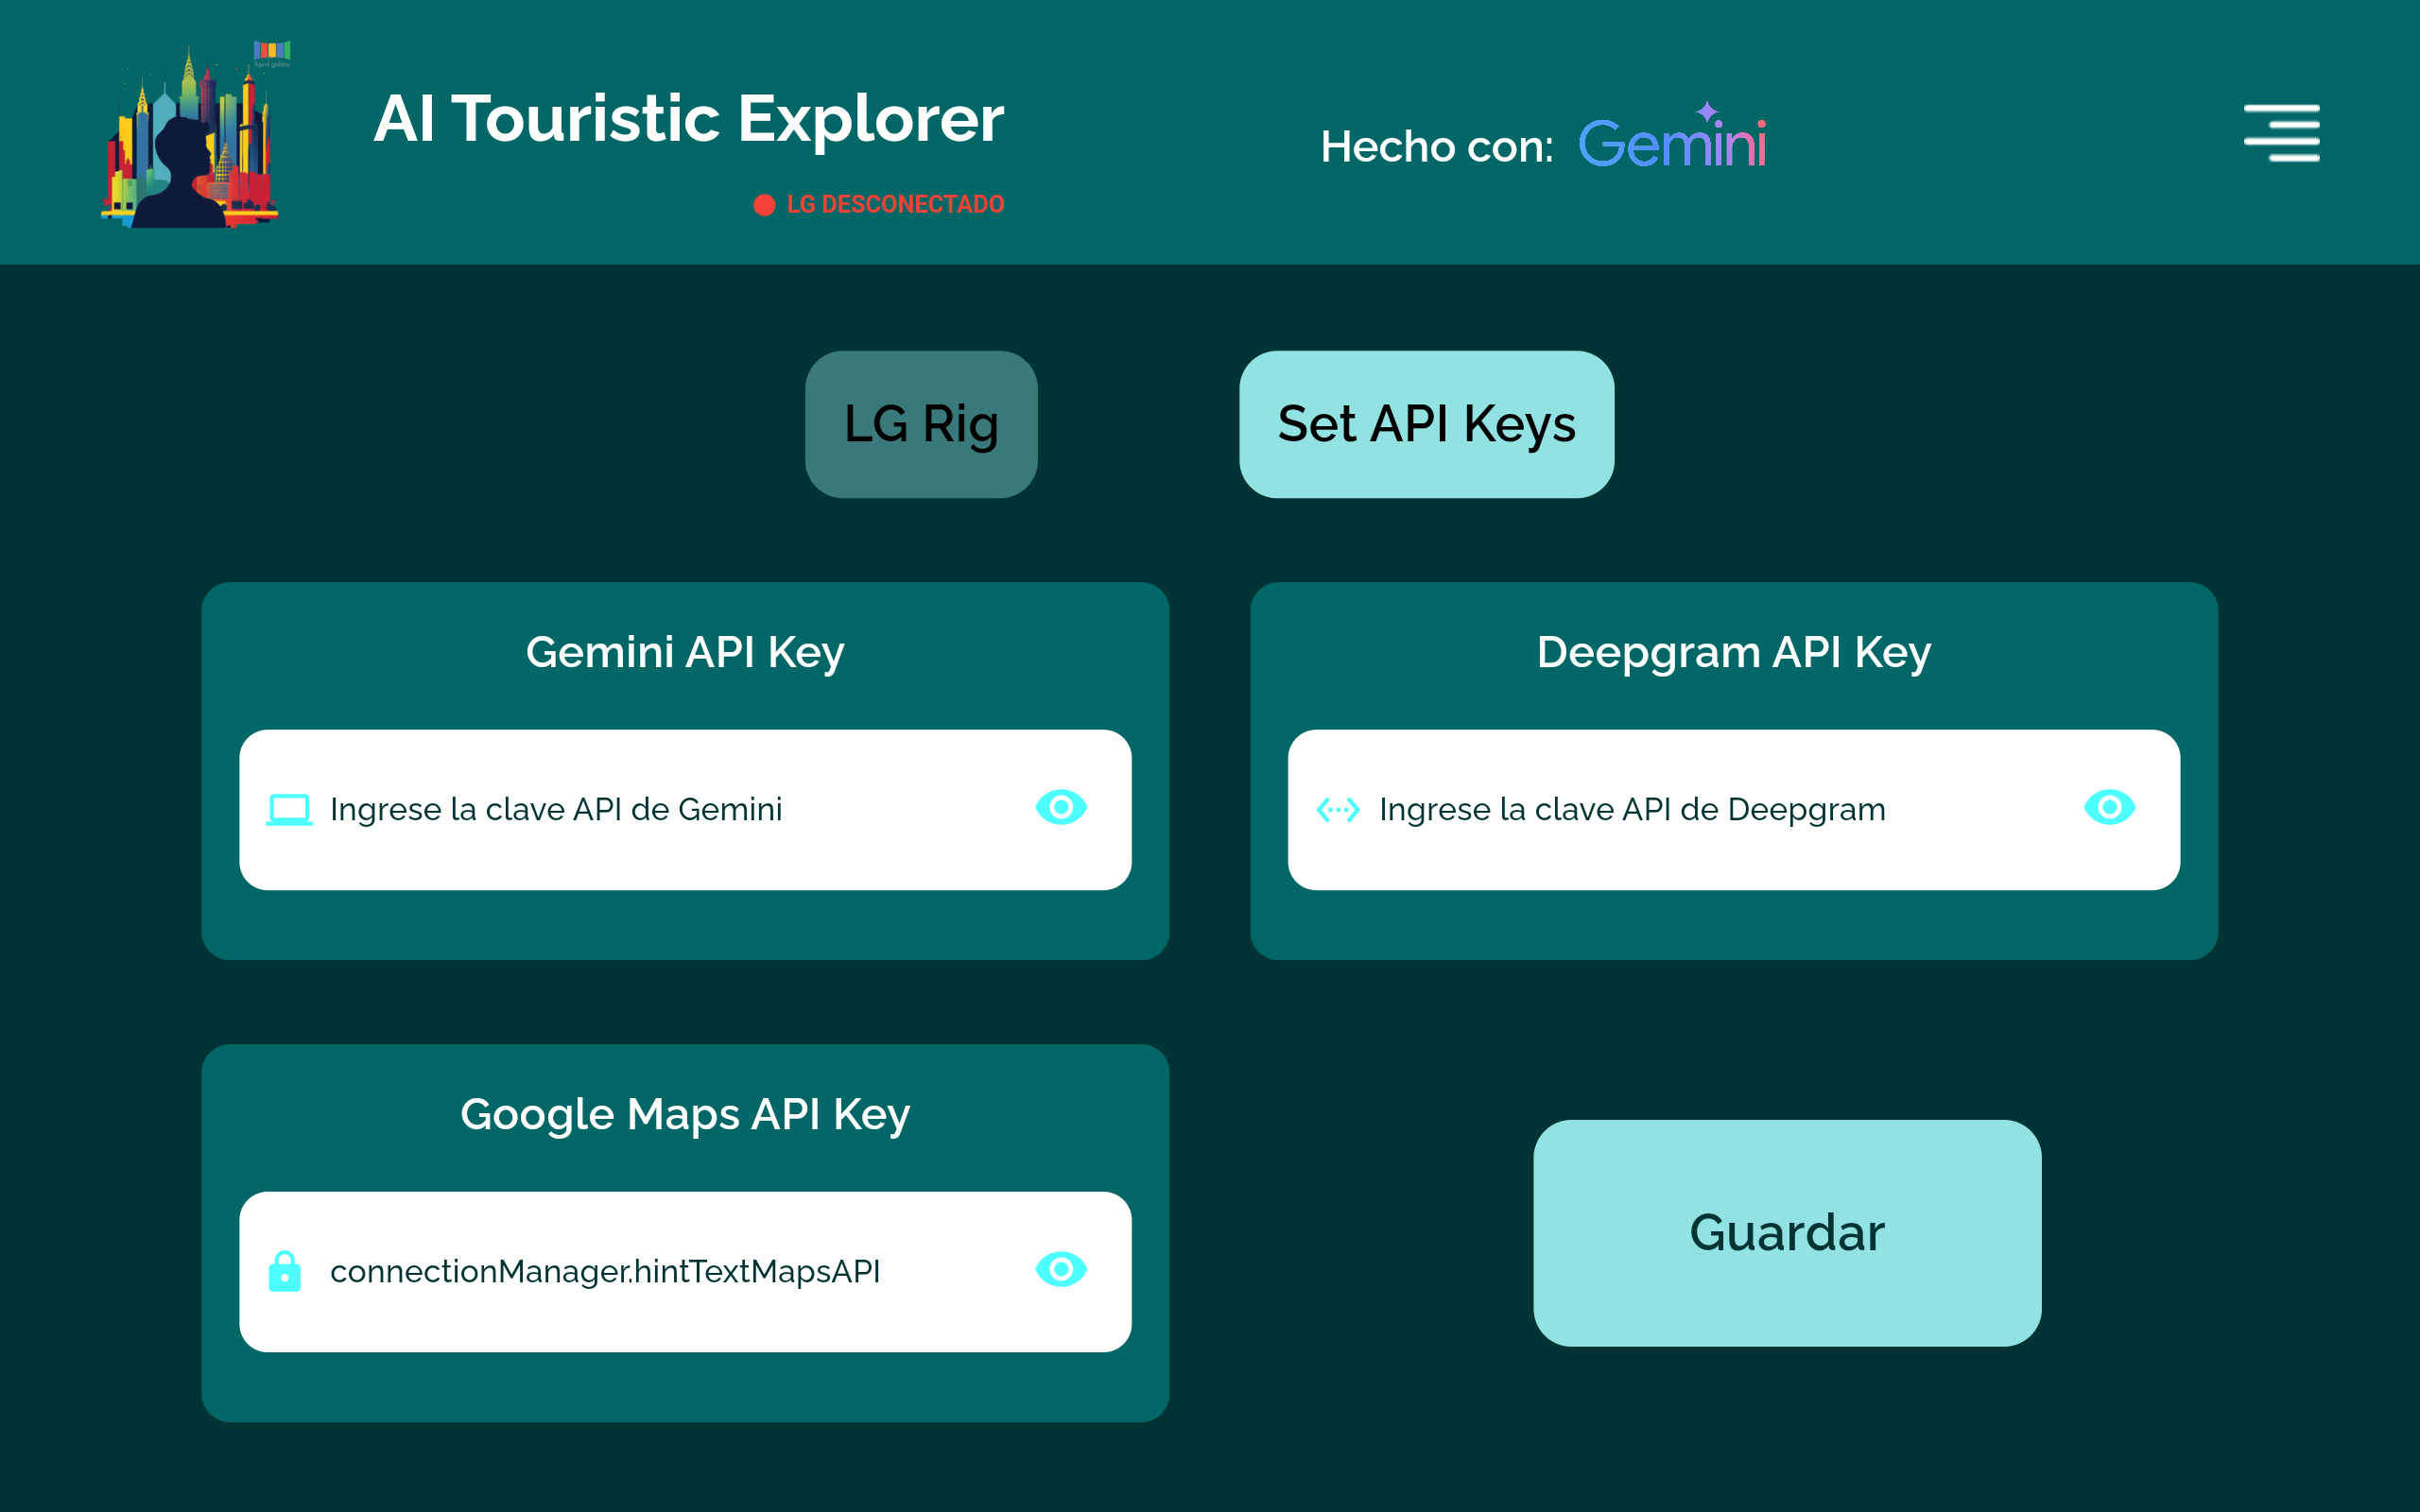 liquid galaxy
AI Touristic Explorer
LG DESCONECTADO
Hecho con: Gemini
LG Rig
Set API Keys
Gemini API Key
Ingrese la clave API de Gemini
Deepgram API Key
Ingrese la clave API de Deepgram
Google Maps API Key
connectionManager.hintTextMapsAPI
Guardar